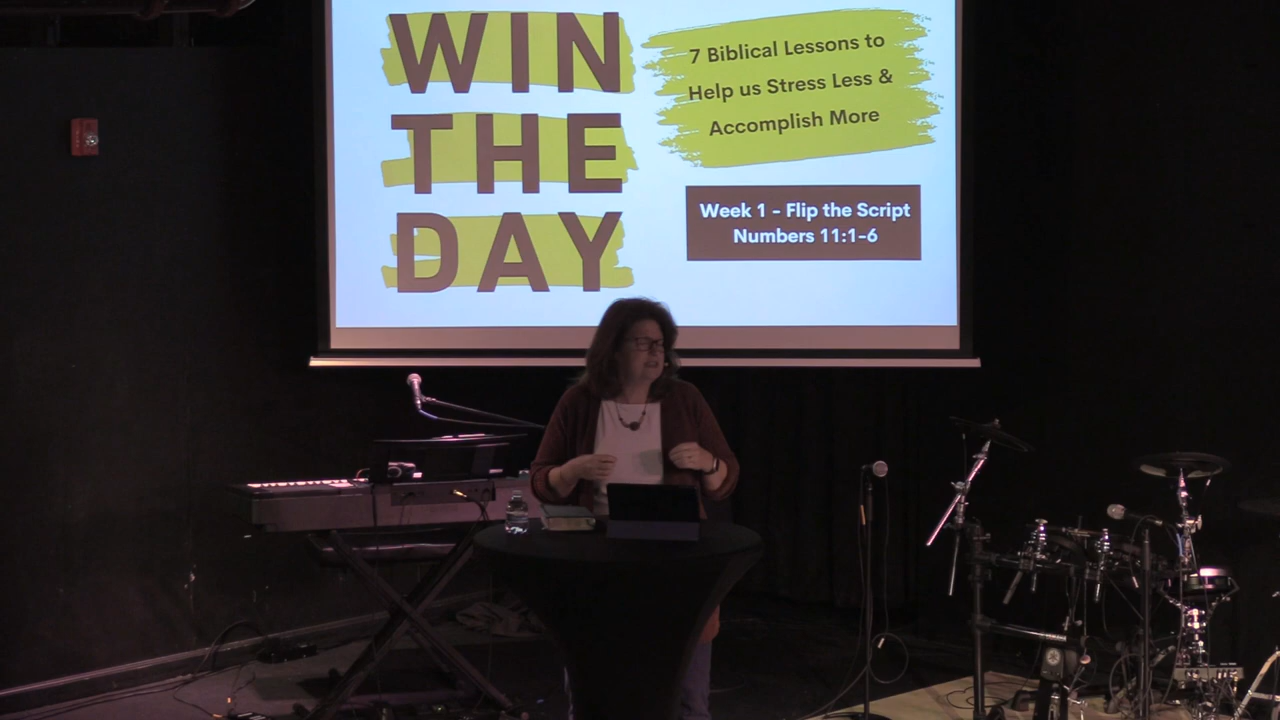 WIN
THE
DAY
7 Biblical Lessons to
Help us Stress Less &
Accomplish More
Week 1 - Flip the Script
Numbers 11:1-6